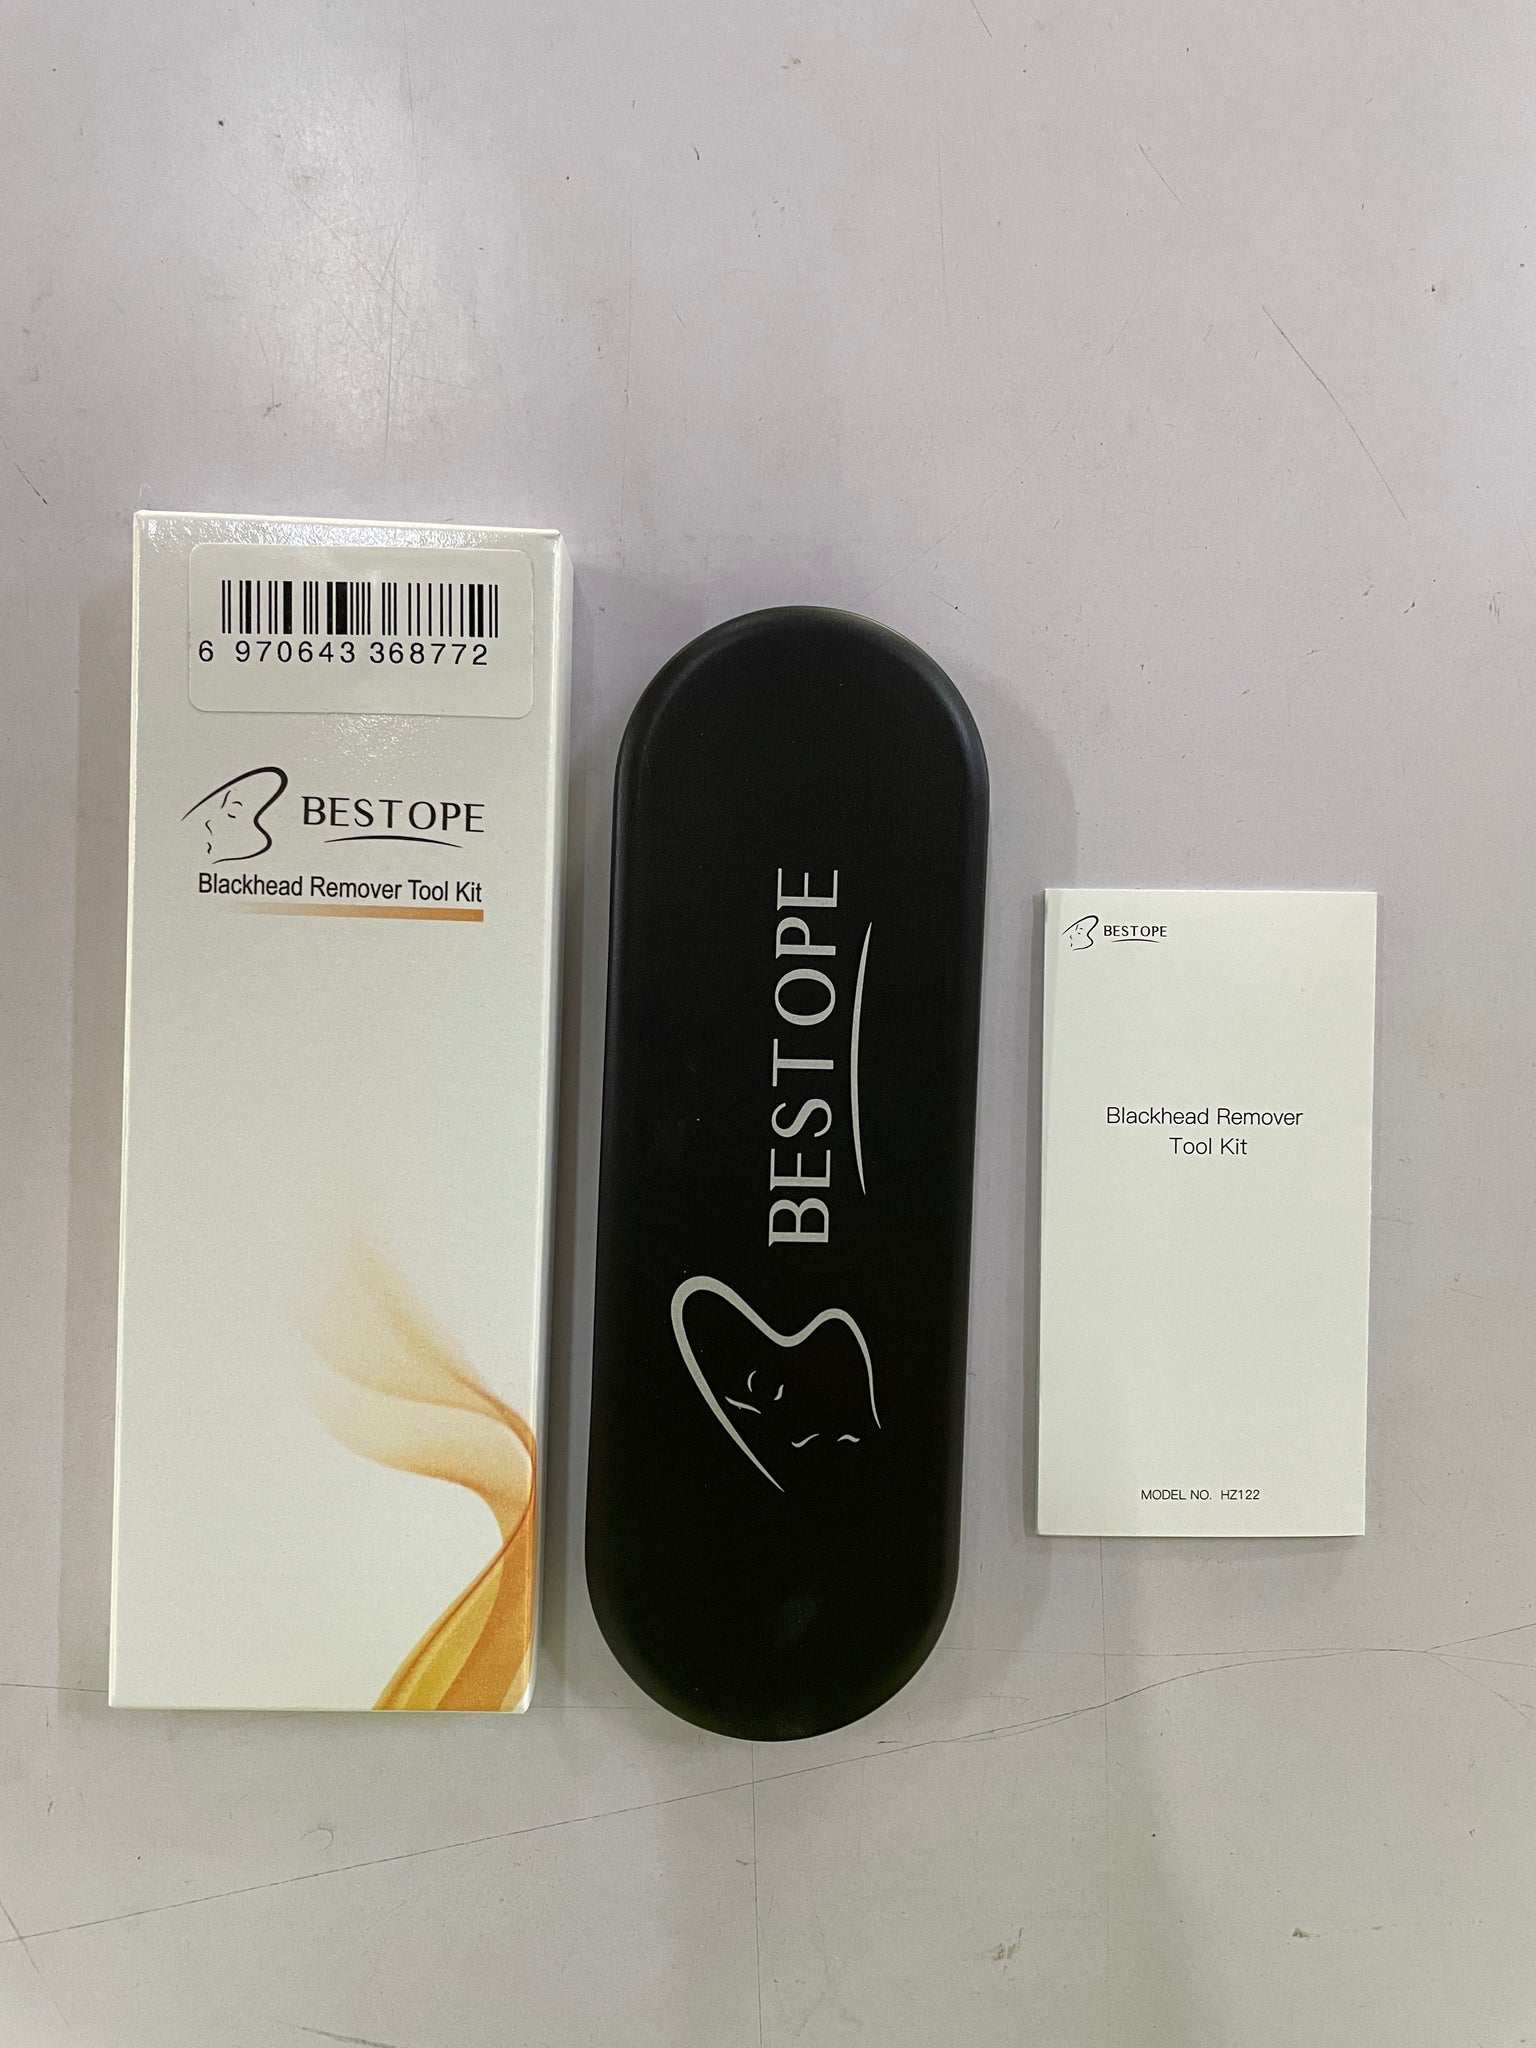 6 970643 368772
BESTOPE
Blackhead Remover Tool Kit
BESTOPE
BESTOPE
Blackhead Remover
Tool Kit
MODEL NO. HZ122